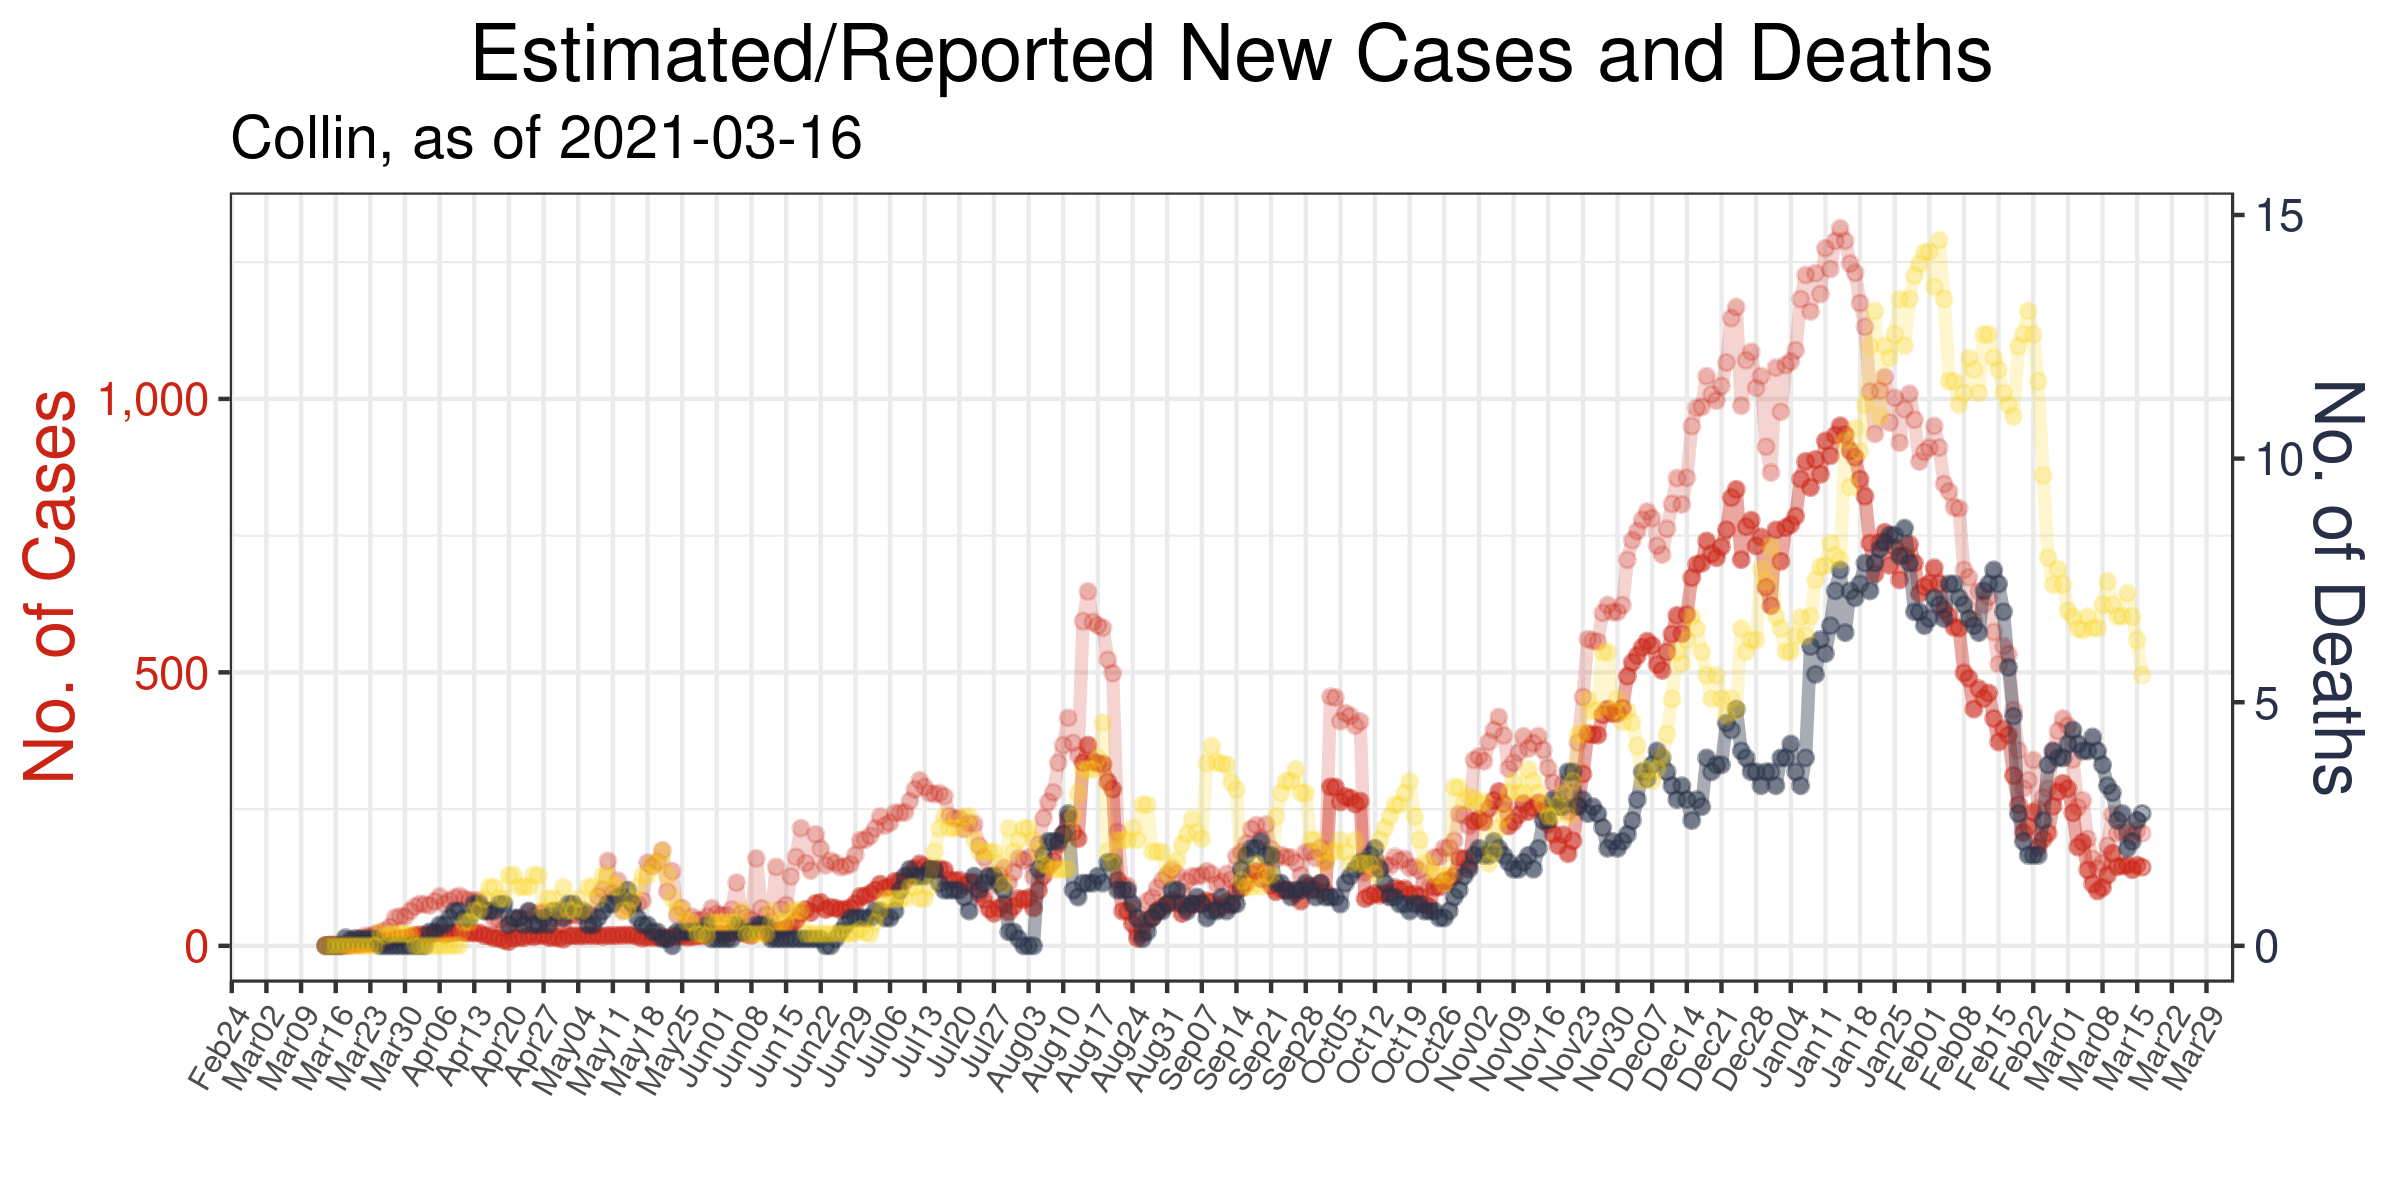 Estimated/Reported New Cases and Deaths
Collin, as of 2021-03-16
No. of Cases
1,000
500
0
15
10
5
0
No. of Deaths
Feb24
Mar02
Mar09
Mar16
Mar23
Mar30
Apr06
Apr13
Apr20
Apr27
May04
May11
May18
May25
Jun01
Jun08
Jun15
Jun22
Jun29
Jul06
Jul13
Jul20
Jul27
Aug03
Aug10
Aug17
Aug24
Aug31
Sep07
Sep14
Sep21
Sep28
Oct05
Oct12
Oct19
Oct26
Nov02
Nov09
Nov16
Nov23
Nov30
Dec07
Dec14
Dec21
Dec28
Jan04
Jan11
Jan18
Jan25
Feb01
Feb08
Feb15
Feb22
Mar01
Mar08
Mar15
Mar22
Mar29